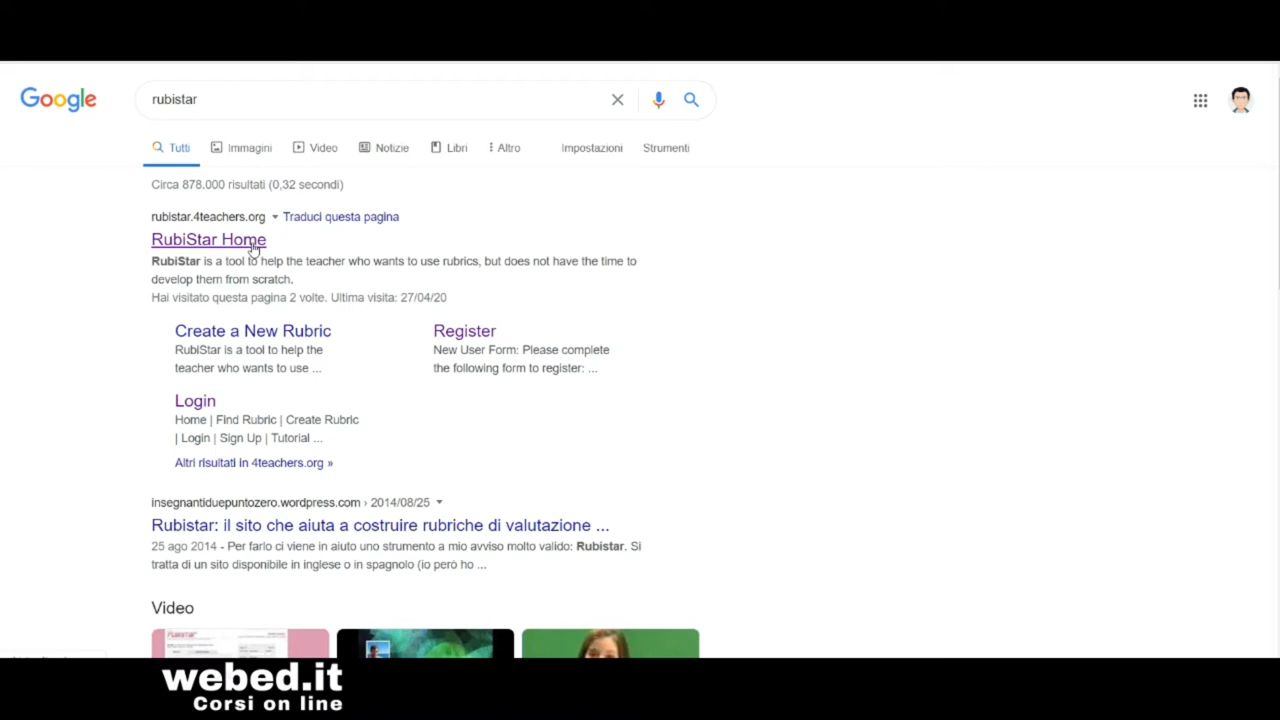 Google
rubistar
Tutti Immagini Video Notizie Libri Altro Impostazioni Strumenti
Circa 878.000 risultati (0,32 secondi)
rubistar.4teachers.org Traduci questa pagina
RubiStar Home
RubiStar is a tool to help the teacher who wants to use rubrics, but does not have the time to
develop them from scratch.
Hai visitato questa pagina 2 volte. Ultima visita: 27/04/20
Create a New Rubric
RubiStar is a tool to help the
teacher who wants to use ...
Register
New User Form: Please complete
the following form to register: ...
Login
Home | Find Rubric | Create Rubric
| Login | Sign Up | Tutorial ...
Altri risultati in 4teachers.org »
insegnantiduepuntozero.wordpress.com › 2014/08/25
Rubistar: il sito che aiuta a costruire rubriche di valutazione ...
25 ago 2014 - Per farlo ci viene in aiuto uno strumento a mio avviso molto valido: Rubistar. Si
tratta di un sito disponibile in inglese o in spagnolo (io però ho ...
Video
webed.it
Corsi on line